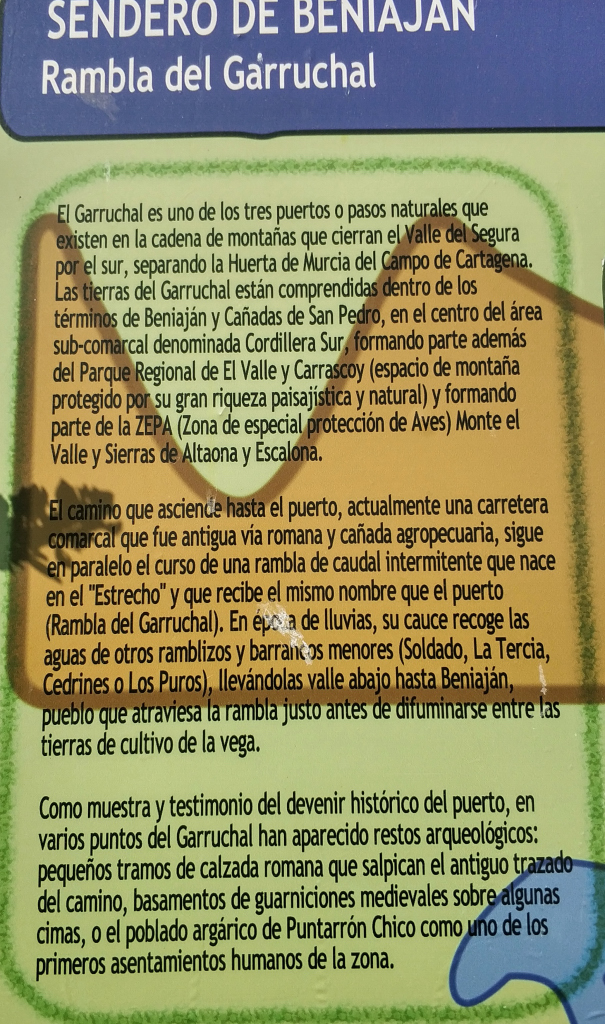 SENDERO DE BENIAJÁN
Rambla del Garruchal
El Garruchal es uno de los tres puertos o pasos naturales que
existen en la cadena de montañas que cierran el Valle del Segura
por el sur, separando la Huerta de Murcia del Campo de Cartagena.
Las tierras del Garruchal están comprendidas dentro de los
términos de Beniaján y Cañadas de San Pedro, en el centro del área
sub-comarcal denominada Cordillera Sur, formando parte además
del Parque Regional de El Valle y Carrascoy (espacio de montaña
protegido por su gran riqueza paisajística y natural) y formando
parte de la ZEPA (Zona de especial protección de Aves) Monte el
Valle y Sierras de Altaona y Escalona.
El camino que asciende hasta el puerto, actualmente una carretera
comarcal que fue antigua vía romana y cañada agropecuaria, sigue
en paralelo el curso de una rambla de caudal intermitente que nace
en el "Estrecho" y que recibe el mismo nombre que el puerto
(Rambla del Garruchal). En época de lluvias, su cauce recoge las
aguas de otros ramblizos y barrancos menores (Soldado, La Tercia,
Cedrines o Los Puros), llevándolas valle abajo hasta Beniaján,
pueblo que atraviesa la rambla justo antes de difuminarse entre las
tierras de cultivo de la vega.
Como muestra y testimonio del devenir histórico del puerto, en
varios puntos del Garruchal han aparecido restos arqueológicos:
pequeños tramos de calzada romana que salpican el antiguo trazado
del camino, basamentos de guarniciones medievales sobre algunas
cimas, o el poblado argárico de Puntarrón Chico como uno de los
primeros asentamientos humanos de la zona.